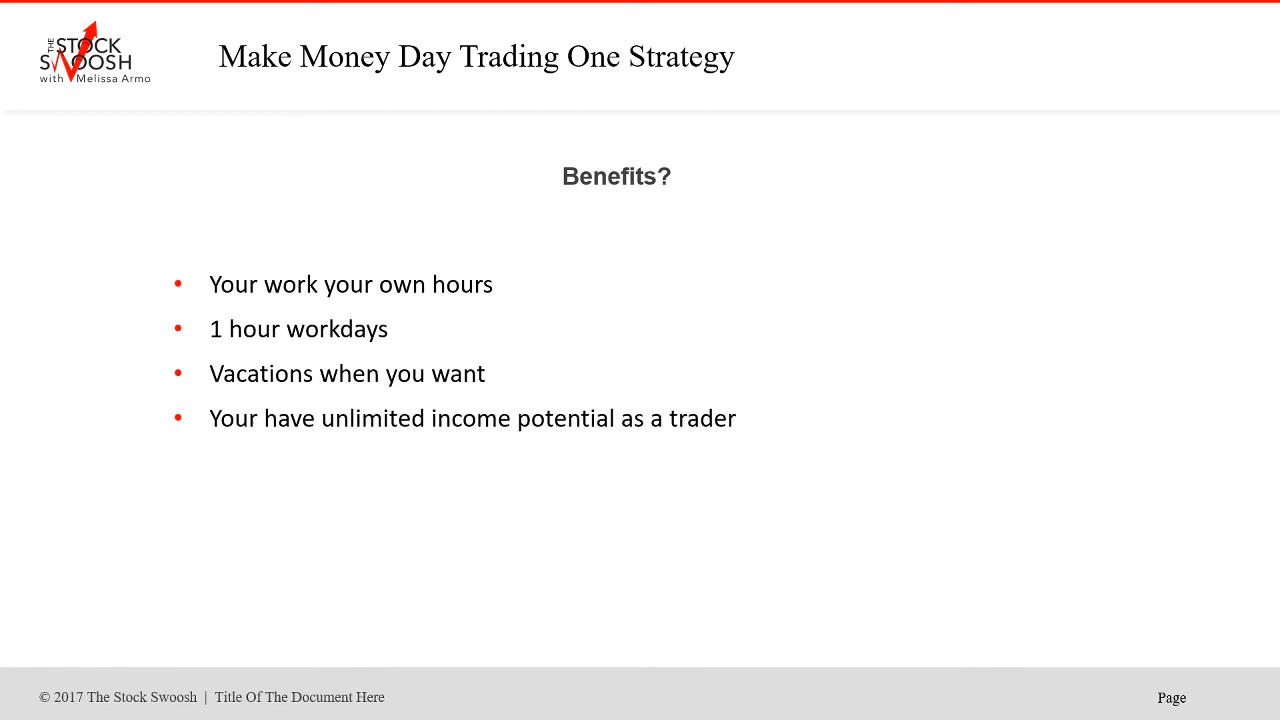 THE STOCK
SWOOSH
with Melissa Armo
Make Money Day Trading One Strategy
Benefits?
• Your work your own hours
• 1 hour workdays
• Vacations when you want
• Your have unlimited income potential as a trader
© 2017 The Stock Swoosh | Title Of The Document Here
Page